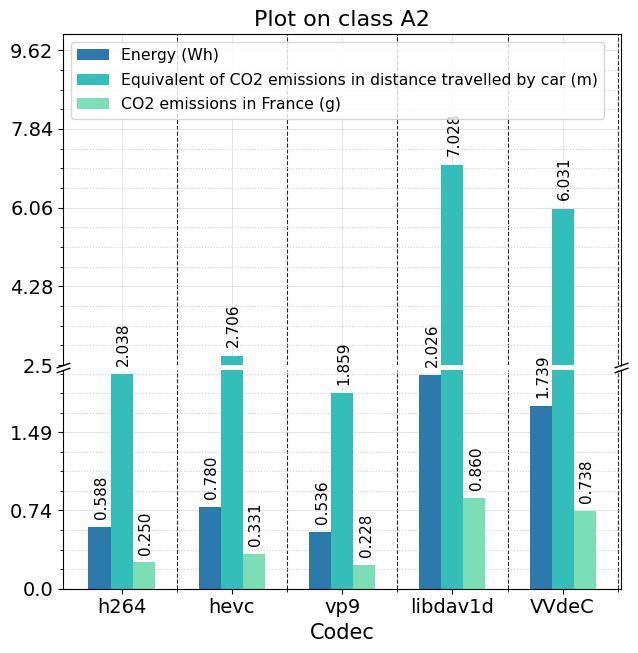 Plot on class A2
Energy (Wh)
Equivalent of CO2 emissions in distance travelled by car (m)
CO2 emissions in France (g)
9.62
7.84
6.06
4.28
2.5
1.49
0.74
0.0
0.588
2.038
0.250
0.780
2.706
0.331
0.536
1.859
0.228
2.026
7.028
0.860
1.739
6.031
0.738
h264
hevc
vp9
libdav1d
VVdeC
Codec